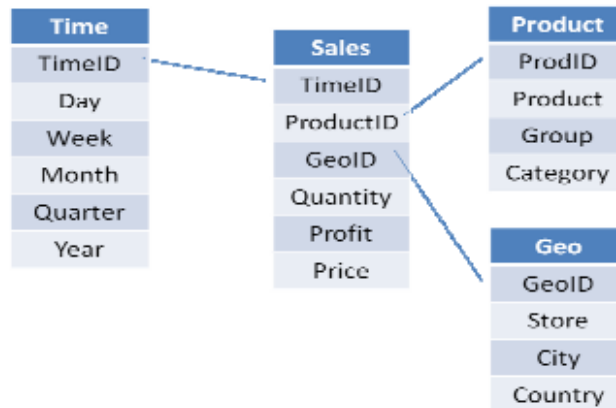 Time
TimeID
Day
Week
Month
Quarter
Year
Sales
TimeID
ProductID
GeoID
Quantity
Profit
Price
Product
ProdID
Product
Group
Category
Geo
GeoID
Store
City
Country